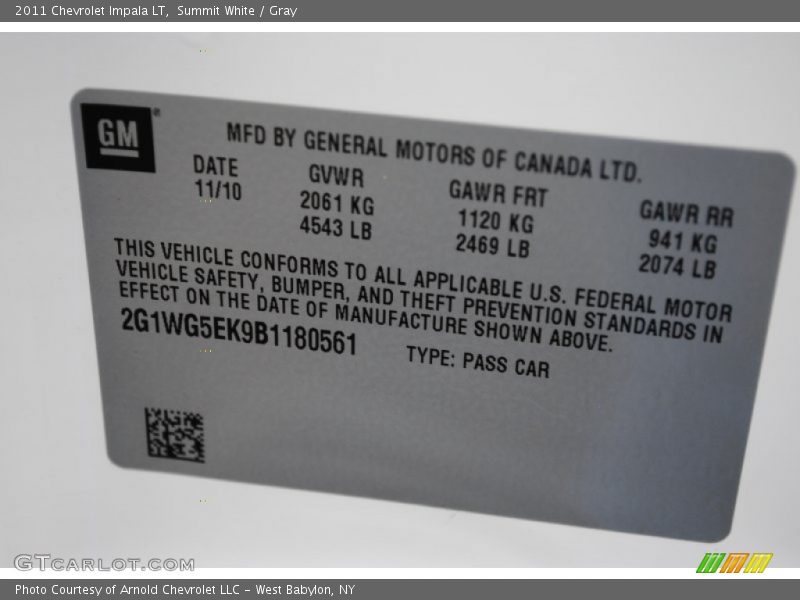 2011 Chevrolet Impala LT, Summit White / Gray
GM®
MFD BY GENERAL MOTORS OF CANADA LTD.
DATE GVWR GAWR FRT GAWR RR
11/10 2061 KG 1120 KG 941 KG
4543 LB 2469 LB 2074 LB
THIS VEHICLE CONFORMS TO ALL APPLICABLE U.S. FEDERAL MOTOR
VEHICLE SAFETY, BUMPER, AND THEFT PREVENTION STANDARDS IN
EFFECT ON THE DATE OF MANUFACTURE SHOWN ABOVE.
2G1WG5EK9B1180561 TYPE: PASS CAR
GTCARLOT.COM
Photo Courtesy of Arnold Chevrolet LLC - West Babylon, NY